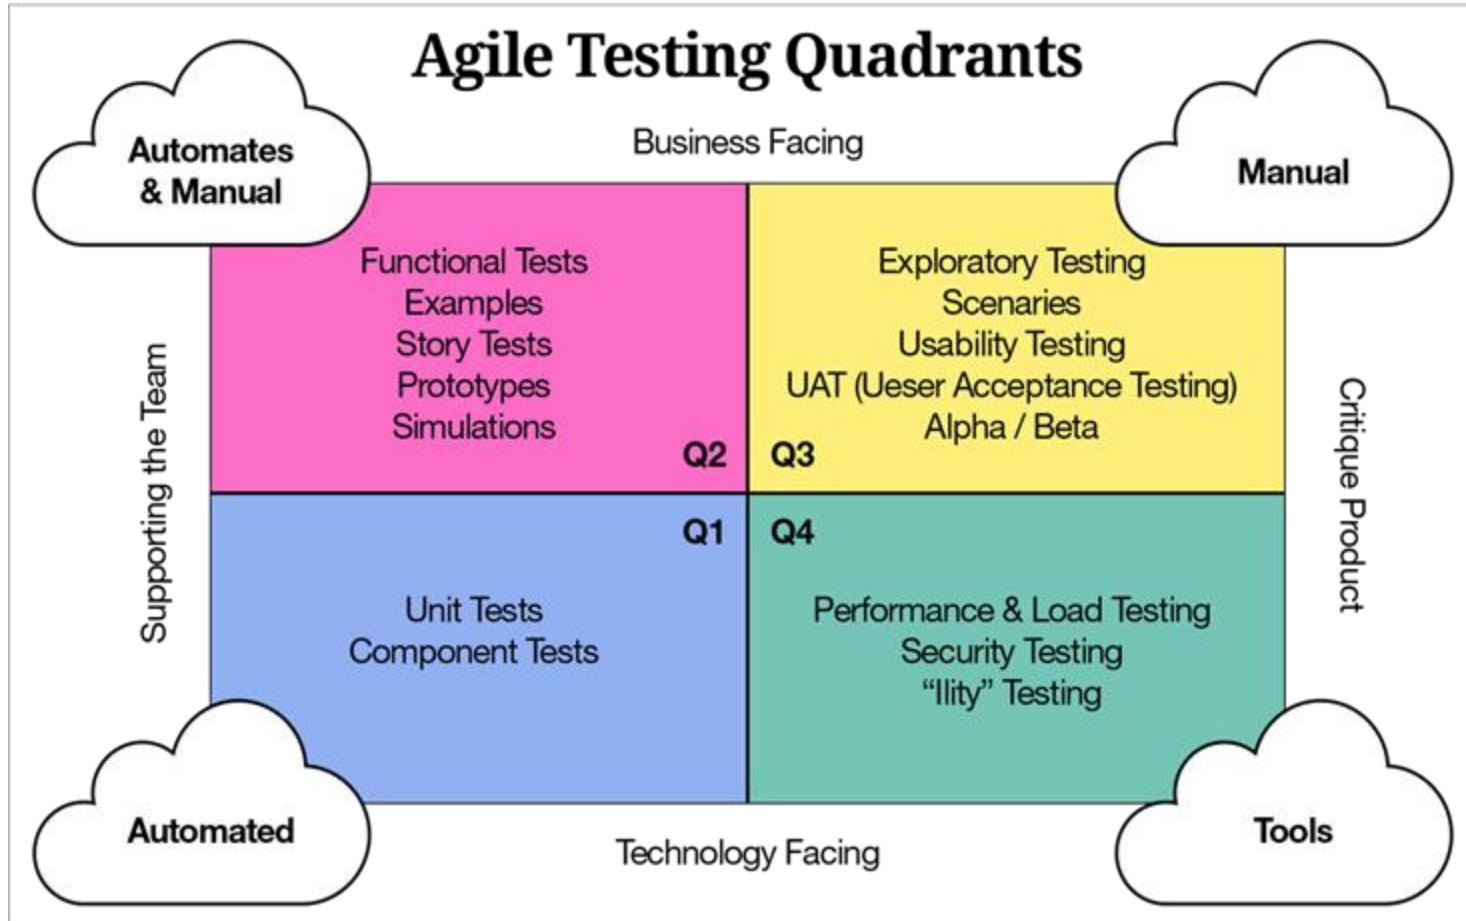 Agile Testing Quadrants
Business Facing
Automates
& Manual
Manual
Functional Tests
Examples
Story Tests
Prototypes
Simulations
Q2
Exploratory Testing
Scenaries
Usability Testing
UAT (Ueser Acceptance Testing)
Alpha / Beta
Q3
Supporting the Team
Critique Product
Q1
Unit Tests
Component Tests
Q4
Performance & Load Testing
Security Testing
“Ility” Testing
Automated
Tools
Technology Facing